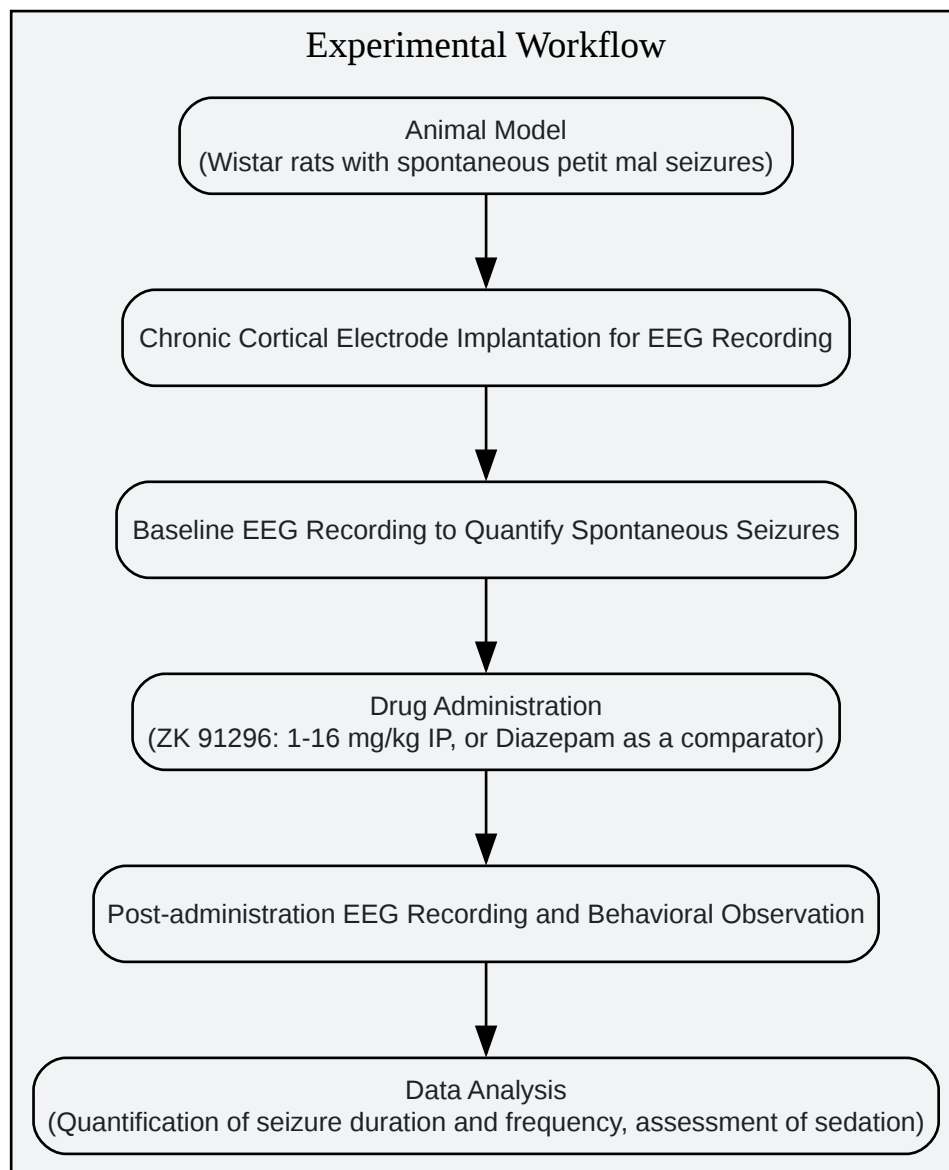 Experimental Workflow
Animal Model
(Wistar rats with spontaneous petit mal seizures)
Chronic Cortical Electrode Implantation for EEG Recording
Baseline EEG Recording to Quantify Spontaneous Seizures
Drug Administration
(ZK 91296: 1-16 mg/kg IP, or Diazepam as a comparator)
Post-administration EEG Recording and Behavioral Observation
Data Analysis
(Quantification of seizure duration and frequency, assessment of sedation)